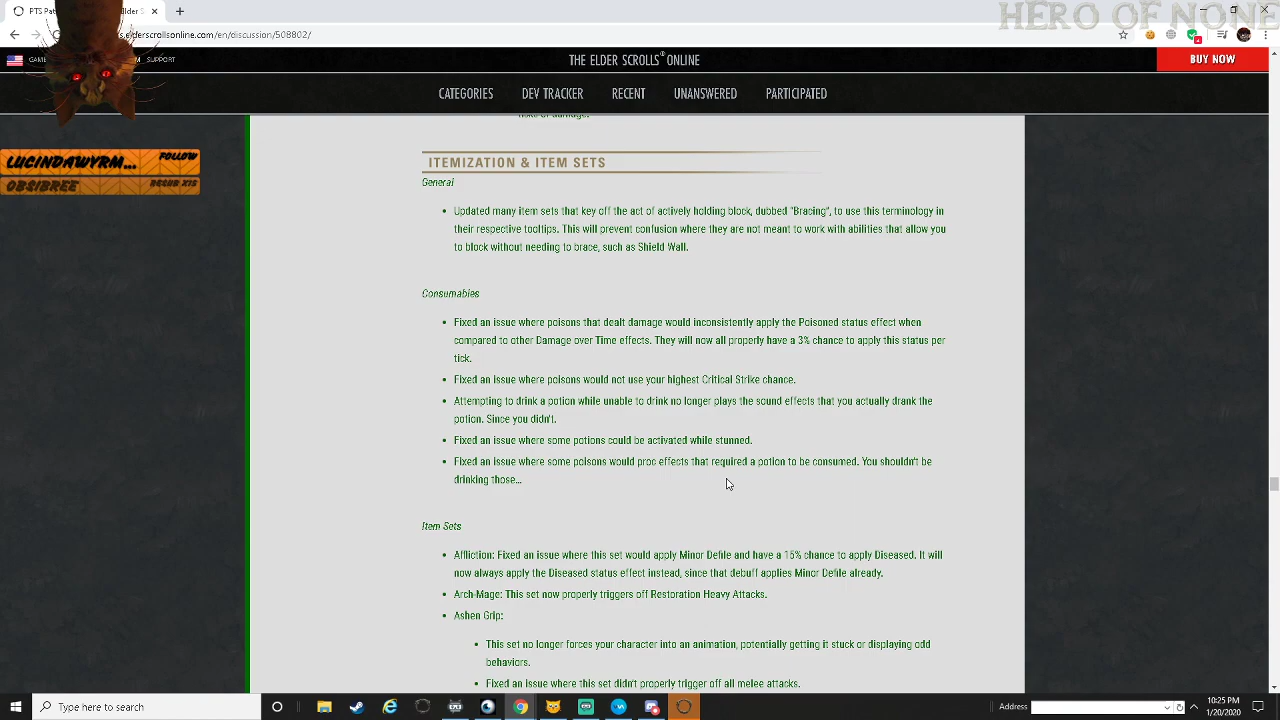 PTS Pat
HERO OF NONE
elderscrollsonline.com/en/discussion/508832/
SUPPORT
THE ELDER SCROLLS® ONLINE
BUY NOW
CATEGORIES DEV TRACKER RECENT UNANSWERED PARTICIPATED
LUCINDAWYRM... FOLLOW
OBSIBREE RESUB X15
ITEMIZATION & ITEM SETS
General
• Updated many item sets that key off the act of actively holding block, dubbed "Bracing", to use this terminology in
their respective tooltips. This will prevent confusion where they are not meant to work with abilities that allow you
to block without needing to brace, such as Shield Wall.
Consumables
• Fixed an issue where poisons that dealt damage would inconsistently apply the Poisoned status effect when
compared to other Damage over Time effects. They will now all properly have a 3% chance to apply this status per
tick.
• Fixed an issue where poisons would not use your highest Critical Strike chance.
• Attempting to drink a potion while unable to drink no longer plays the sound effects that you actually drank the
potion. Since you didn't.
• Fixed an issue where some potions could be activated while stunned.
• Fixed an issue where some poisons would proc effects that required a potion to be consumed. You shouldn't be
drinking those...
Item Sets
• Affliction: Fixed an issue where this set would apply Minor Defile and have a 15% chance to apply Diseased. It will
now always apply the Diseased status effect instead, since that debuff applies Minor Defile already.
• Arch-Mage: This set now properly triggers off Restoration Heavy Attacks.
• Ashen Grip:
• This set no longer forces your character into an animation, potentially getting it stuck or displaying odd
behaviors.
• Fixed an issue where this set didn't properly trigger off all melee attacks.
Type here to search
Address
10:25 PM
1/20/2020